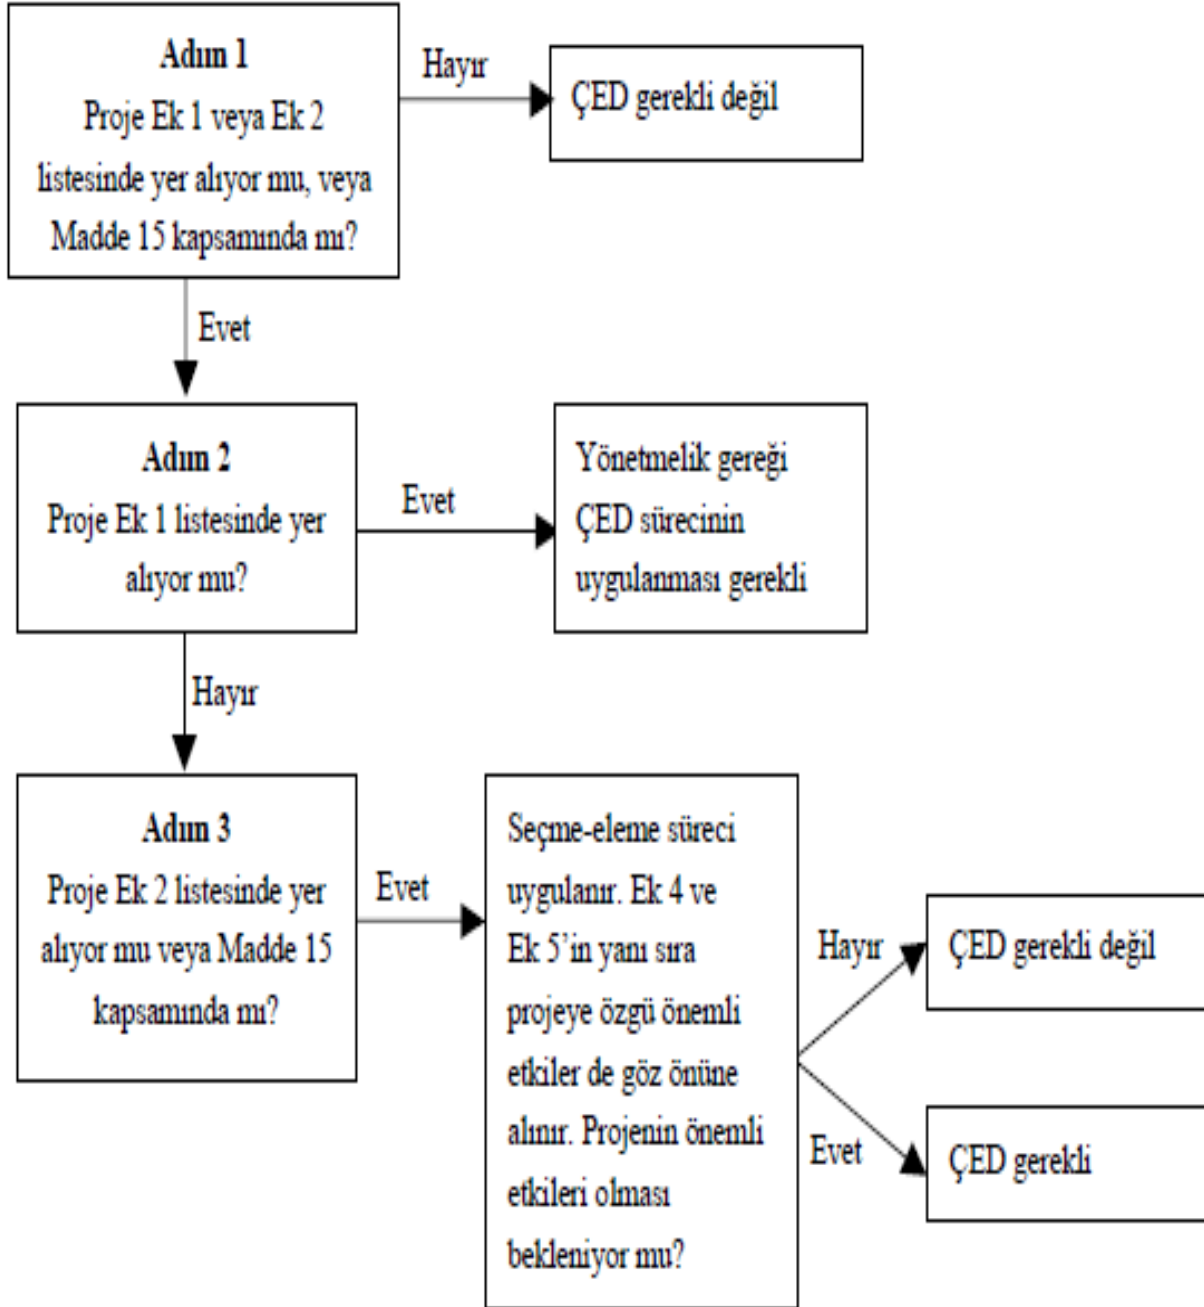 Adım 1
Proje Ek 1 veya Ek 2
listesinde yer alıyor mu, veya
Madde 15 kapsamında mı?
Hayır
ÇED gerekli değil
Evet
Adım 2
Proje Ek 1 listesinde yer
alıyor mu?
Evet
Yönetmelik gereği
ÇED sürecinin
uygulanması gerekli
Hayır
Adım 3
Proje Ek 2 listesinde yer
alıyor mu veya Madde 15
kapsamında mı?
Evet
Seçme-eleme süreci
uygulanır. Ek 4 ve
Ek 5’in yanı sıra
projeye özgü önemli
etkiler de göz önüne
alınır. Projenin önemli
etkileri olması
bekleniyor mu?
Hayır
ÇED gerekli değil
Evet
ÇED gerekli